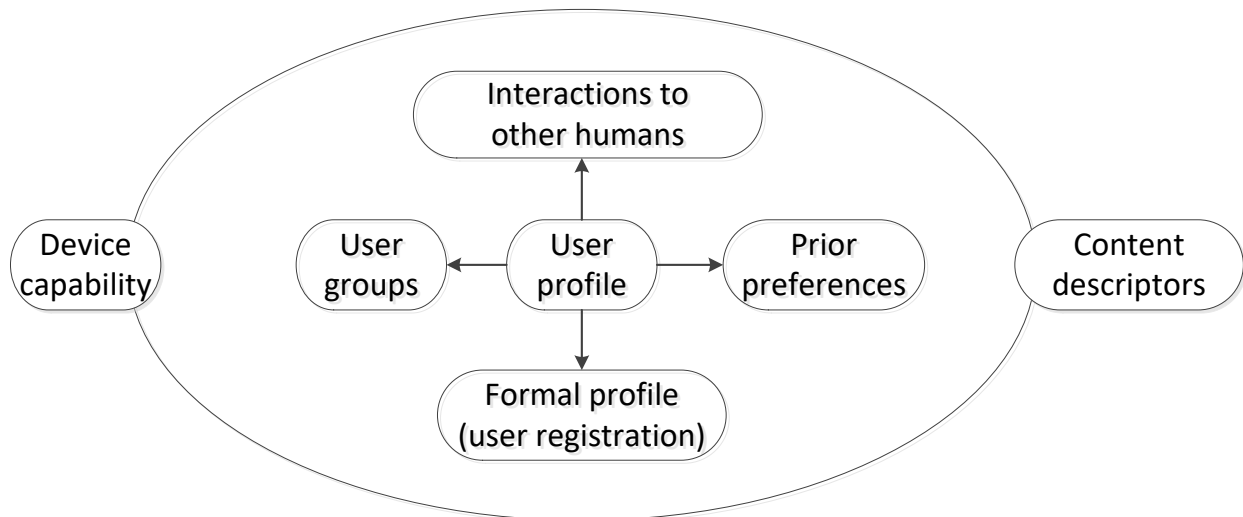 Interactions to
other humans
Device
capability
User
groups
User
profile
Prior
preferences
Content
descriptors
Formal profile
(user registration)